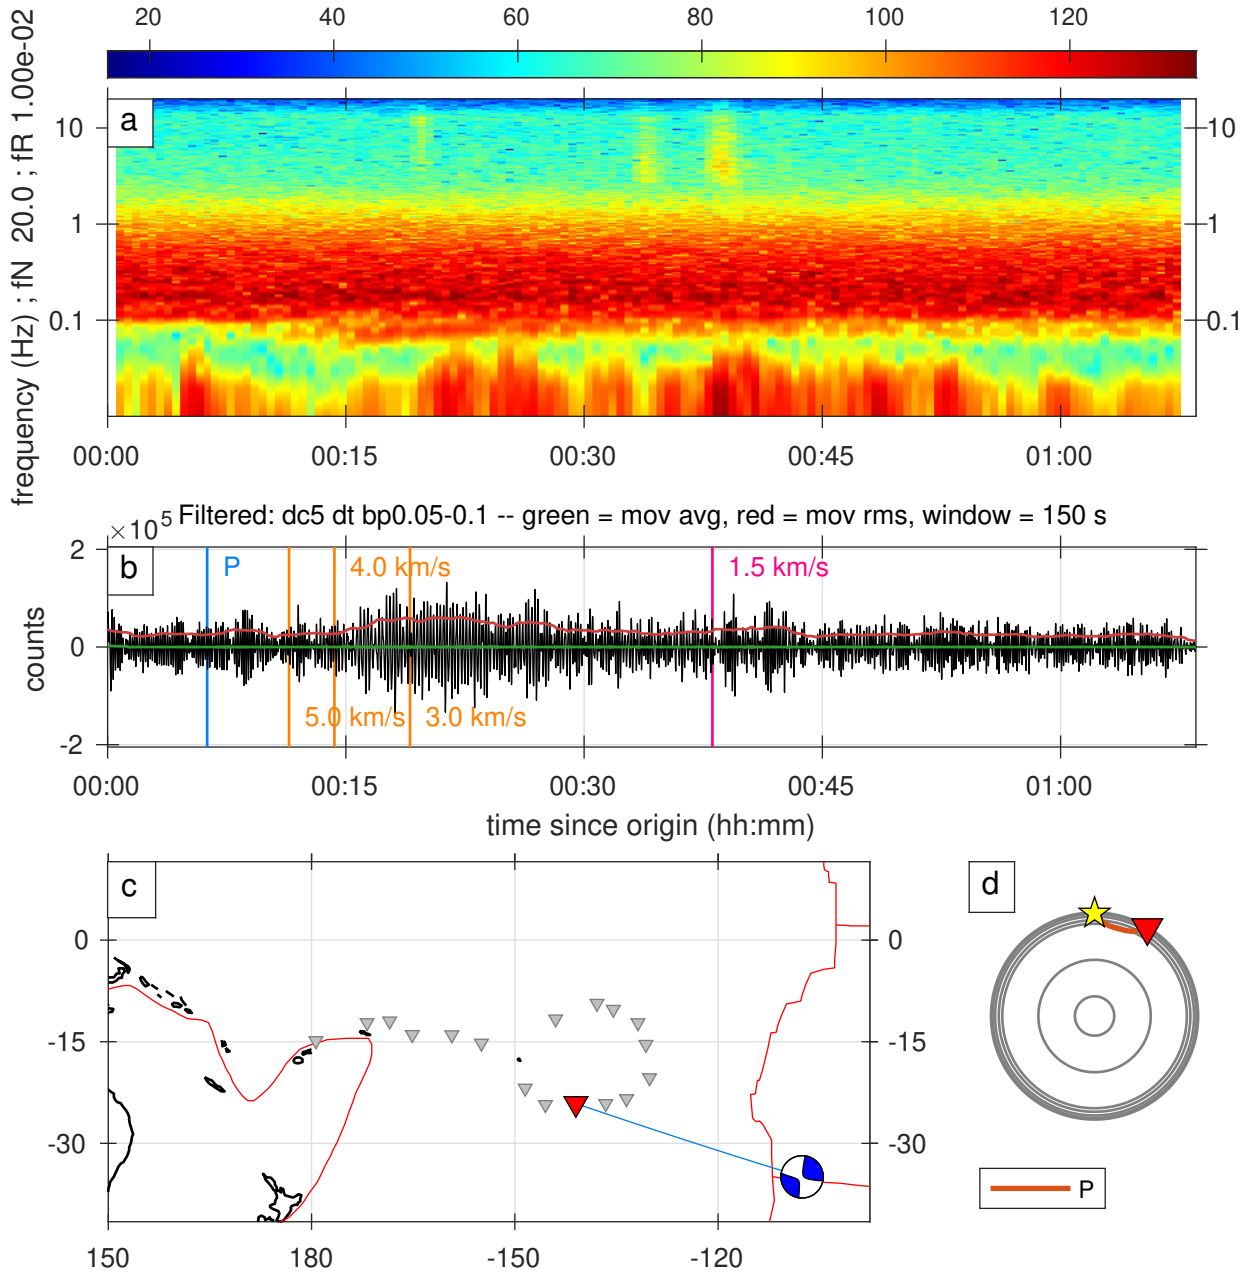 20 40 60 80 100 120
frequency (Hz) ; fN  20.0 ; fR 1.00e-02
a
10 10
1 1
0.1 0.1
00:00 00:15 00:30 00:45 01:00
×10^5 Filtered: dc5 dt bp0.05-0.1 -- green = mov avg, red = mov rms, window = 150 s
b
counts
2
0
-2
P 4.0 km/s 1.5 km/s
5.0 km/s 3.0 km/s
00:00 00:15 00:30 00:45 01:00
time since origin (hh:mm)
c
0 0
-15 -15
-30 -30
150 180 -150 -120
d
P